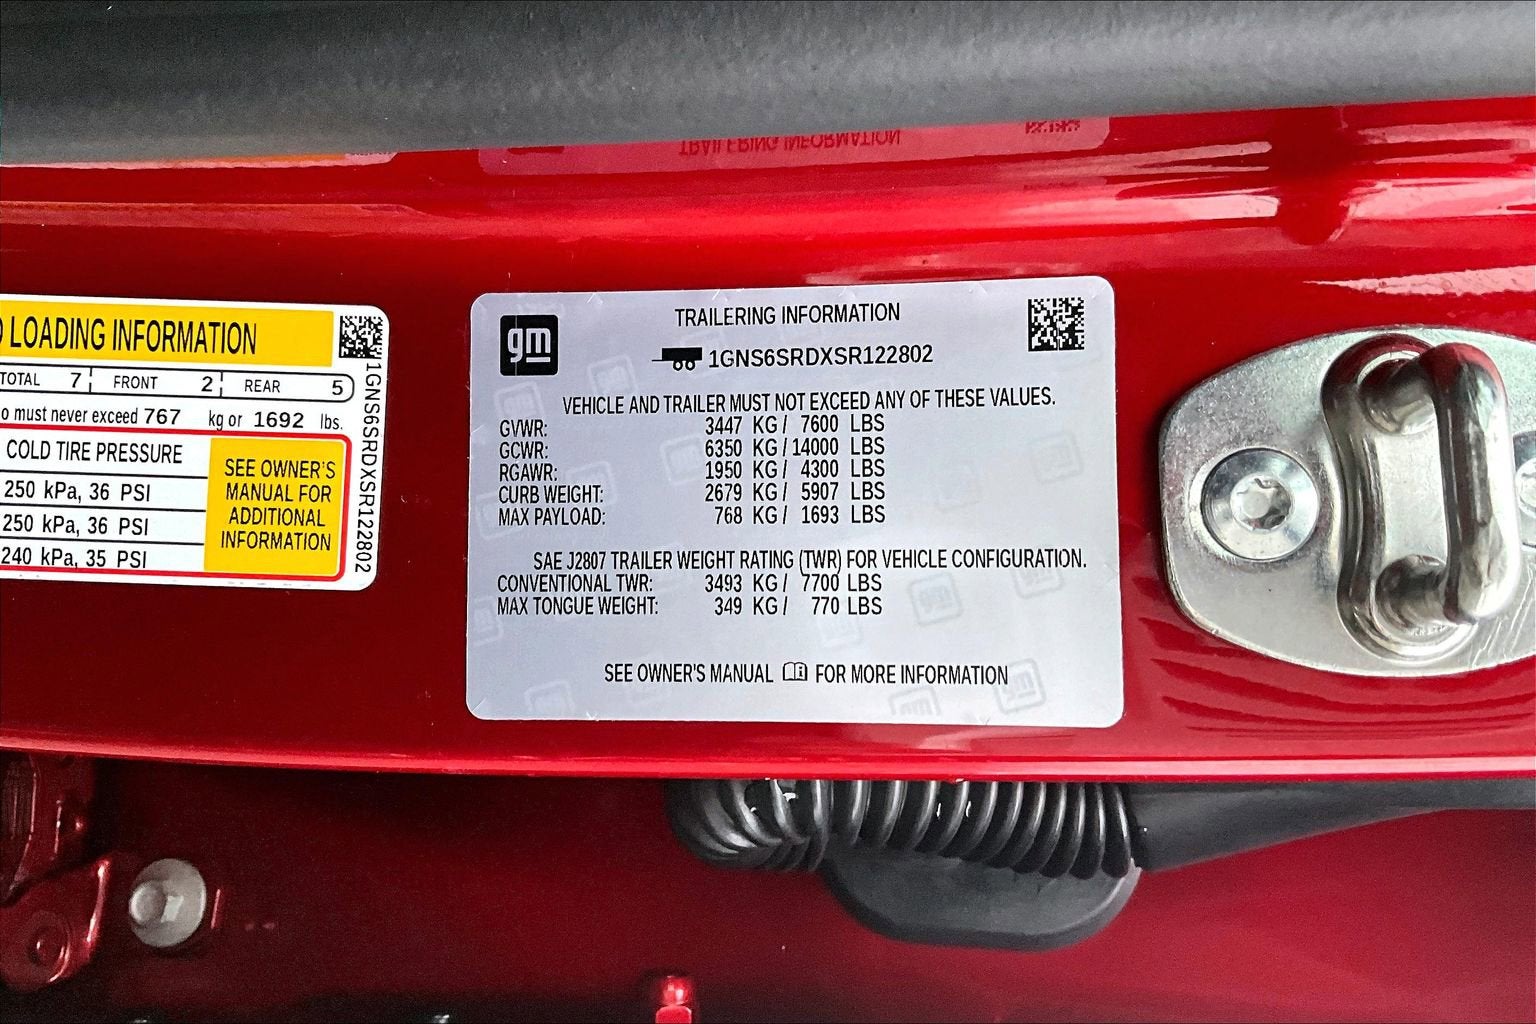 LOADING INFORMATION
TOTAL 7 FRONT 2 REAR 5
must never exceed 767 kg or 1692 lbs.
COLD TIRE PRESSURE
250 kPa, 36 PSI
250 kPa, 36 PSI
240 kPa, 35 PSI
SEE OWNER'S
MANUAL FOR
ADDITIONAL
INFORMATION
1GNS6SRDXSR122802
gm
TRAILERING INFORMATION
1GNS6SRDXSR122802
VEHICLE AND TRAILER MUST NOT EXCEED ANY OF THESE VALUES.
GVWR: 3447 KG / 7600 LBS
GCWR: 6350 KG / 14000 LBS
RGAWR: 1950 KG / 4300 LBS
CURB WEIGHT: 2679 KG / 5907 LBS
MAX PAYLOAD: 768 KG / 1693 LBS
SAE J2807 TRAILER WEIGHT RATING (TWR) FOR VEHICLE CONFIGURATION.
CONVENTIONAL TWR: 3493 KG / 7700 LBS
MAX TONGUE WEIGHT: 349 KG / 770 LBS
SEE OWNER'S MANUAL FOR MORE INFORMATION